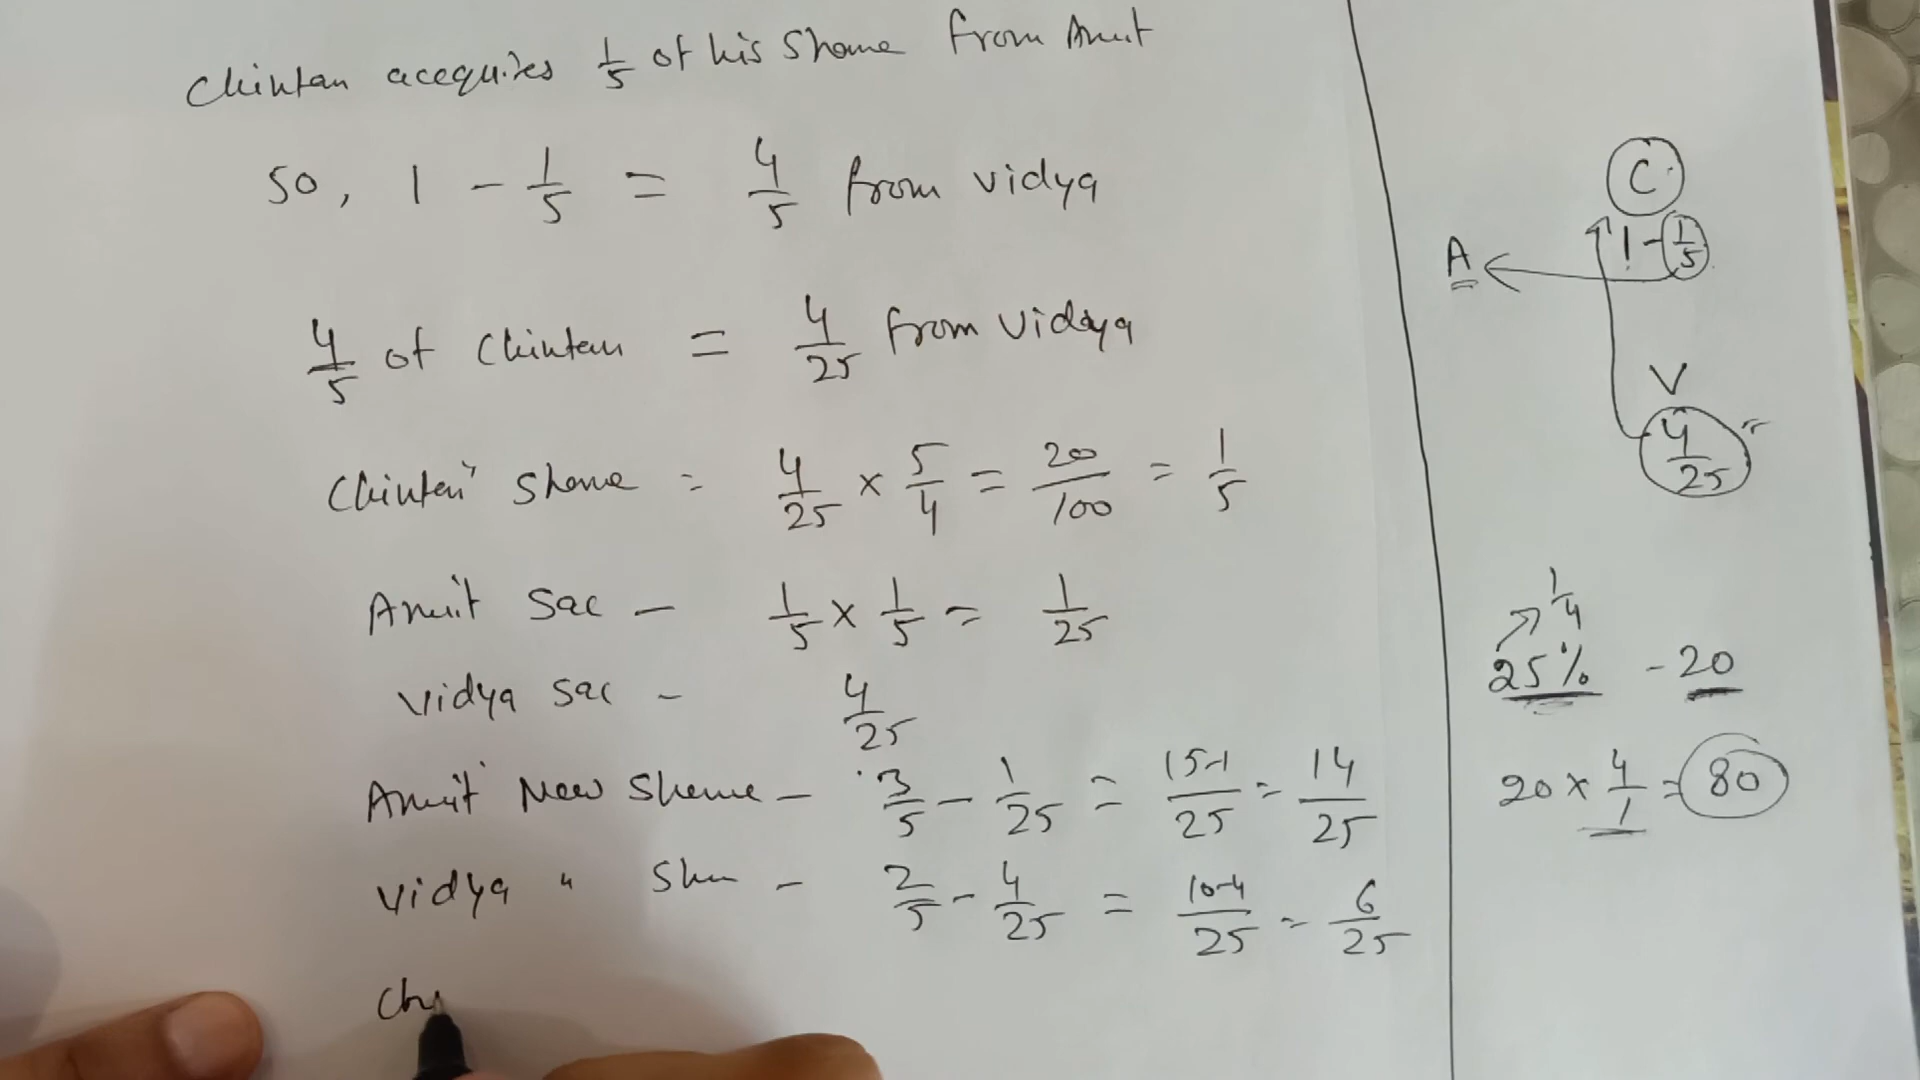 Chintan acequires 1/5 of his Share from Amit
So, 1 - 1/5 = 4/5 from vidya
4/5 of Chintan = 4/25 from vidya
Chintan' Share = 4/25 × 5/4 = 20/100 = 1/5
Amit Sac - 1/5 × 1/5 = 1/25
vidya sac - 4/25
Amit New Share - 3/5 - 1/25 = 15-1/25 = 14/25
vidya " Sha - 2/5 - 4/25 = 10-4/25 = 6/25
Chi
C
1 - 1/5
A
V
4/25
1/4
25% - 20
20 × 4/1 = 80